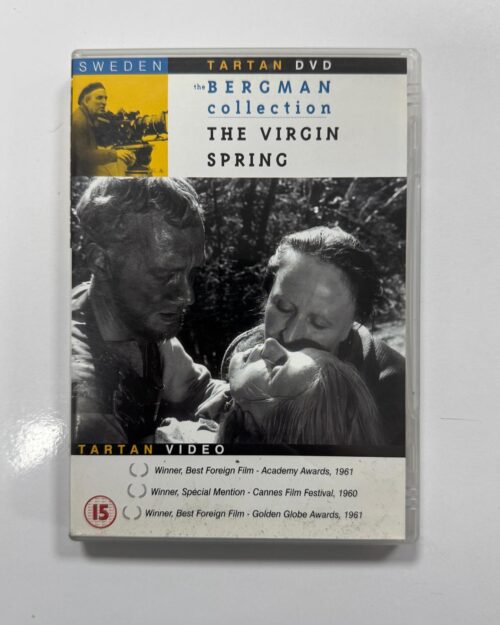 SWEDEN
TARTAN DVD
the BERGMAN
collection
THE VIRGIN
SPRING
TARTAN VIDEO
Winner, Best Foreign Film - Academy Awards, 1961
Winner, Special Mention - Cannes Film Festival, 1960
Winner, Best Foreign Film - Golden Globe Awards, 1961
15